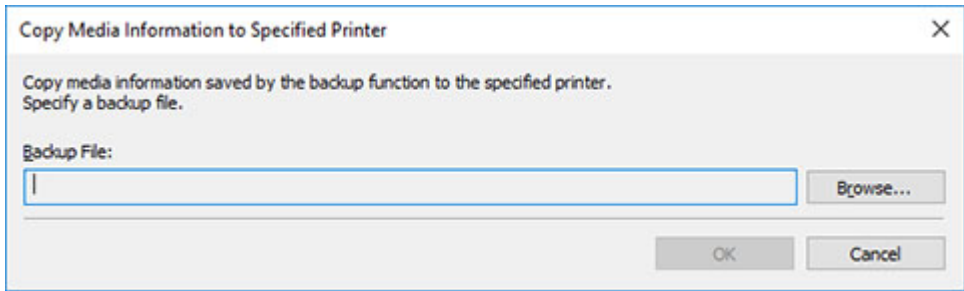 Copy Media Information to Specified Printer
Copy media information saved by the backup function to the specified printer.
Specify a backup file.
Backup File:
Browse...
OK
Cancel